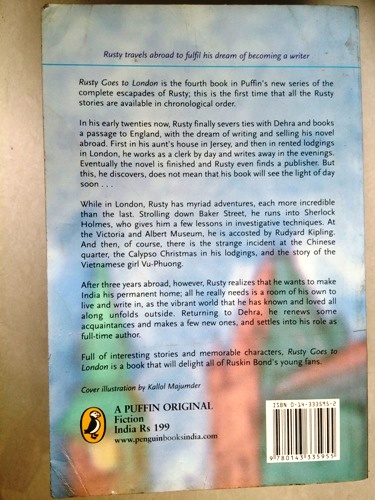 Rusty travels abroad to fulfil his dream of becoming a writer
Rusty Goes to London is the fourth book in Puffin's new series of the
complete escapades of Rusty; this is the first time that all the Rusty
stories are available in chronological order.
In his early twenties now, Rusty finally severs ties with Dehra and books
a passage to England, with the dream of writing and selling his novel
abroad. First in his aunt's house in Jersey, and then in rented lodgings
in London, he works as a clerk by day and writes away in the evenings.
Eventually the novel is finished and Rusty even finds a publisher. But
this, he discovers, does not mean that his book will see the light of day
soon . . .
While in London, Rusty has myriad adventures, each more incredible
than the last. Strolling down Baker Street, he runs into Sherlock
Holmes, who gives him a few lessons in investigative techniques. At
the Victoria and Albert Museum, he is accosted by Rudyard Kipling.
And then, of course, there is the strange incident at the Chinese
quarter, the Calypso Christmas in his lodgings, and the story of the
Vietnamese girl Vu-Phuong.
After three years abroad, however, Rusty realizes that he wants to make
India his permanent home; all he really needs is a room of his own to
live and write in, as the vibrant world that he has known and loved all
along unfolds outside. Returning to Dehra, he renews some
acquaintances and makes a few new ones, and settles into his role as
full-time author.
Full of interesting stories and memorable characters, Rusty Goes to
London is a book that will delight all of Ruskin Bond's young fans.
Cover illustration by Kallol Majumder
A PUFFIN ORIGINAL
Fiction
India Rs 199
www.penguinbooksindia.com
ISBN 0-14-333595-2
9 780143 335955